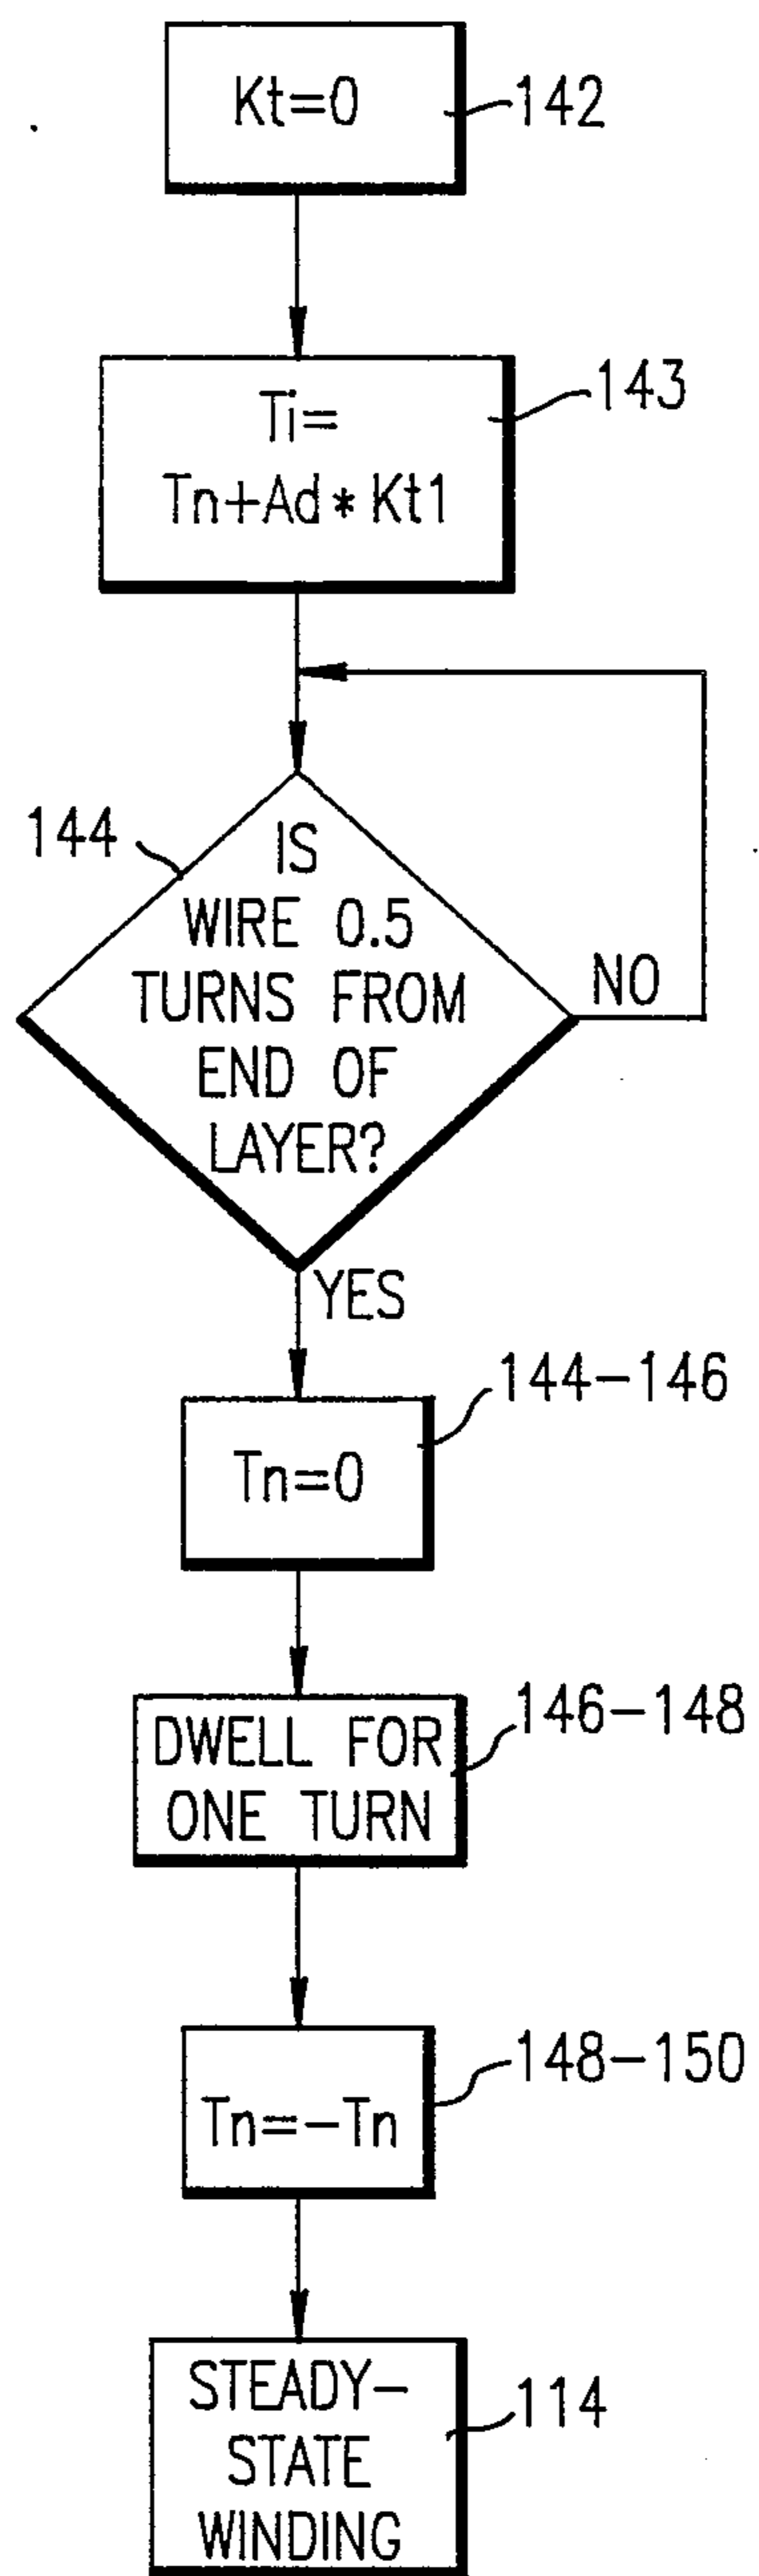 Kt=0
142
143
Ti=
Tn+Ad*Kt1
144
IS
WIRE 0.5
TURNS FROM
END OF
LAYER?
NO
YES
144-146
Tn=0
146-148
DWELL FOR
ONE TURN
148-150
Tn=-Tn
STEADY-
STATE
WINDING
114